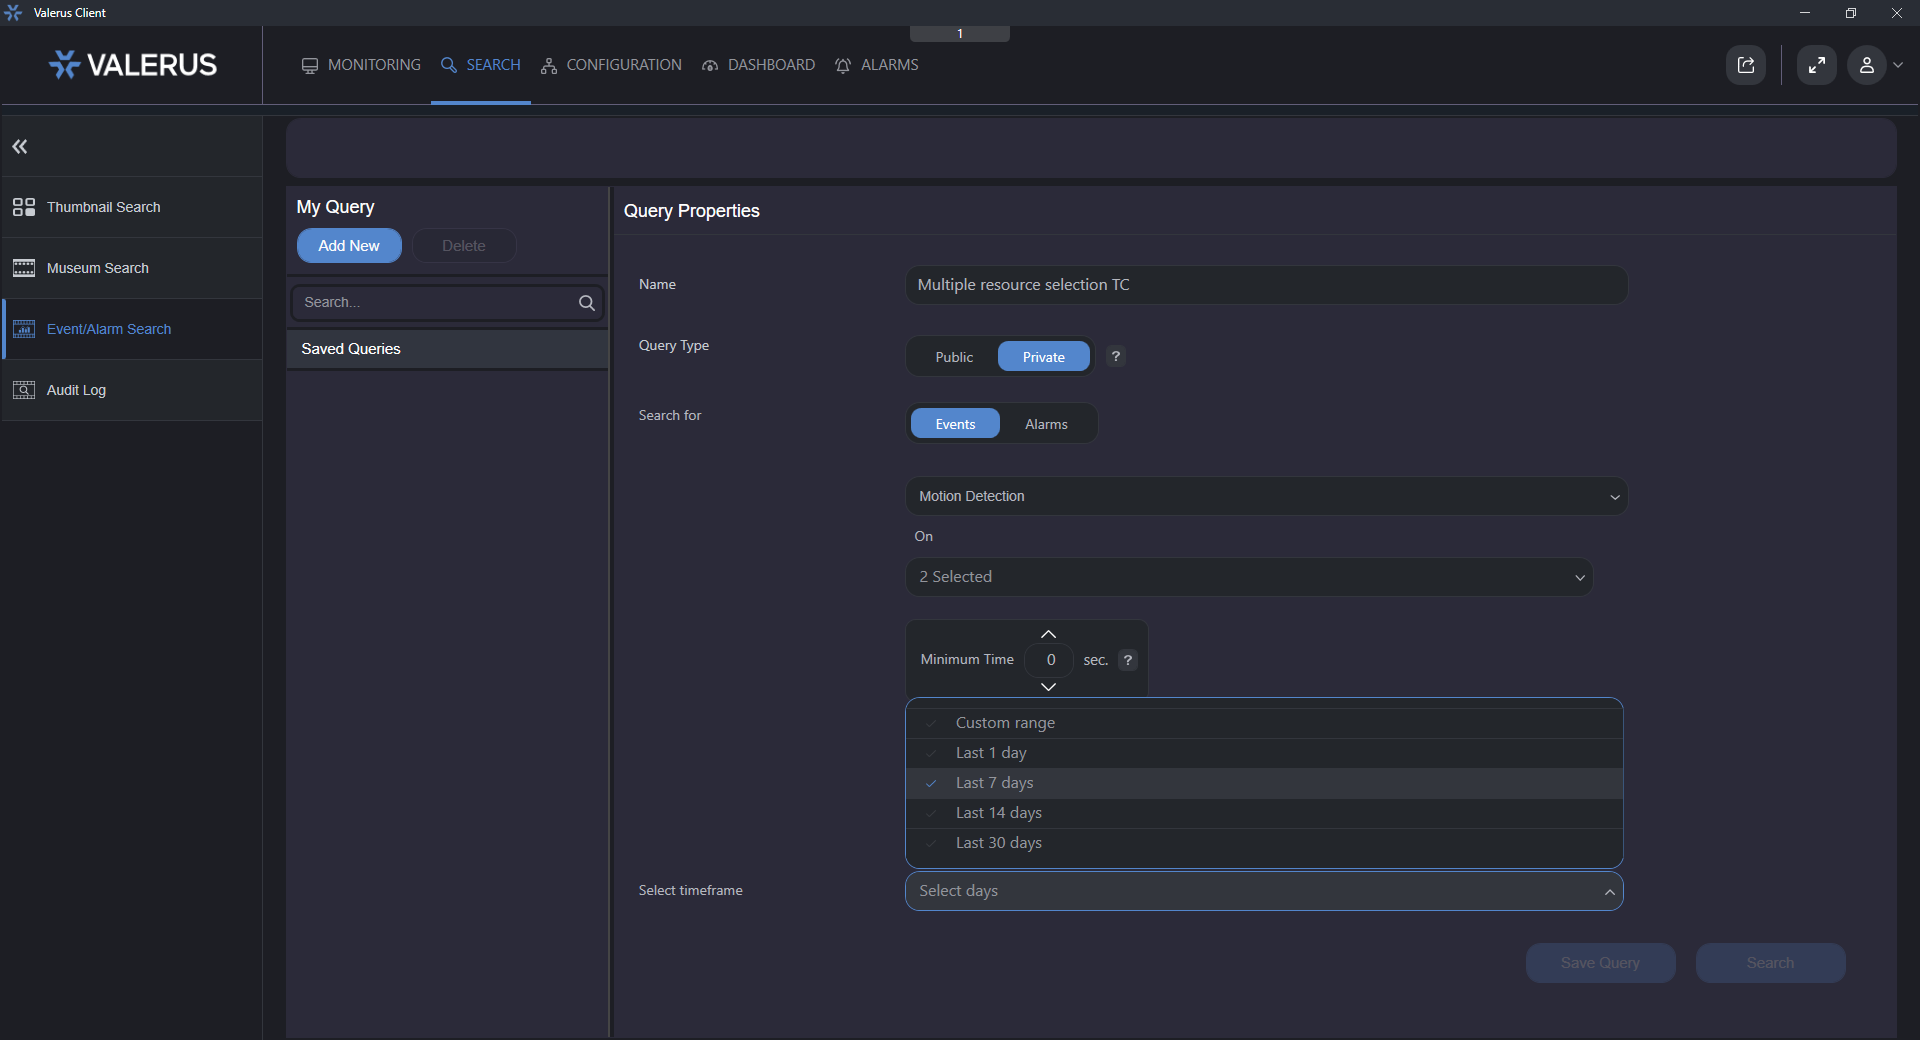 Valerus Client
1
VALERUS
MONITORING
SEARCH
CONFIGURATION
DASHBOARD
ALARMS
Thumbnail Search
Museum Search
Event/Alarm Search
Audit Log
My Query
Add New
Delete
Search...
Saved Queries
Query Properties
Name
Multiple resource selection TC
Query Type
Public
Private
?
Search for
Events
Alarms
Motion Detection
On
2 Selected
Minimum Time
0
sec.
?
Custom range
Last 1 day
Last 7 days
Last 14 days
Last 30 days
Select timeframe
Select days
Save Query
Search